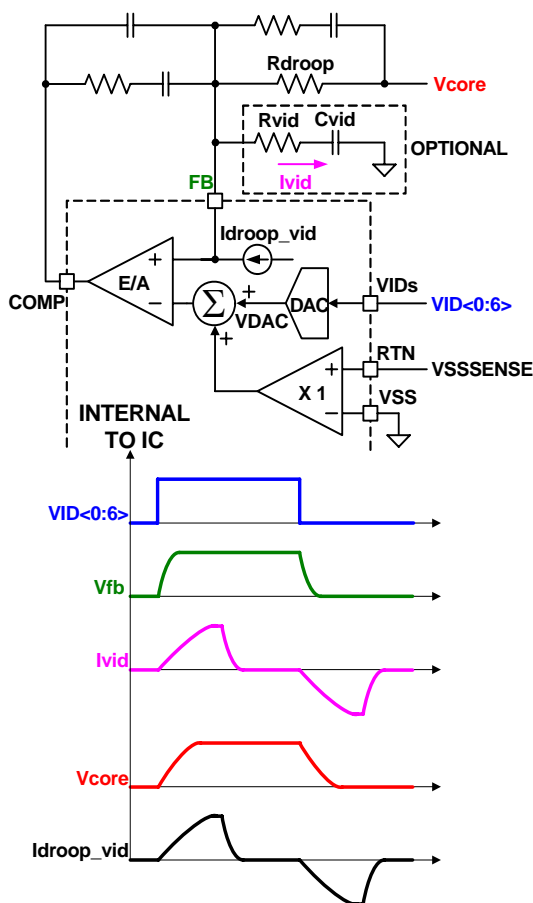 Rdroop
Vcore
Rvid
Cvid
OPTIONAL
Ivid
FB
Idroop_vid
+
E/A
−
COMP
Σ
+
+
VDAC
DAC
VIDs
VID<0:6>
RTN
VSSSENSE
+
X 1
−
VSS
INTERNAL
TO IC
VID<0:6>
Vfb
Ivid
Vcore
Idroop_vid